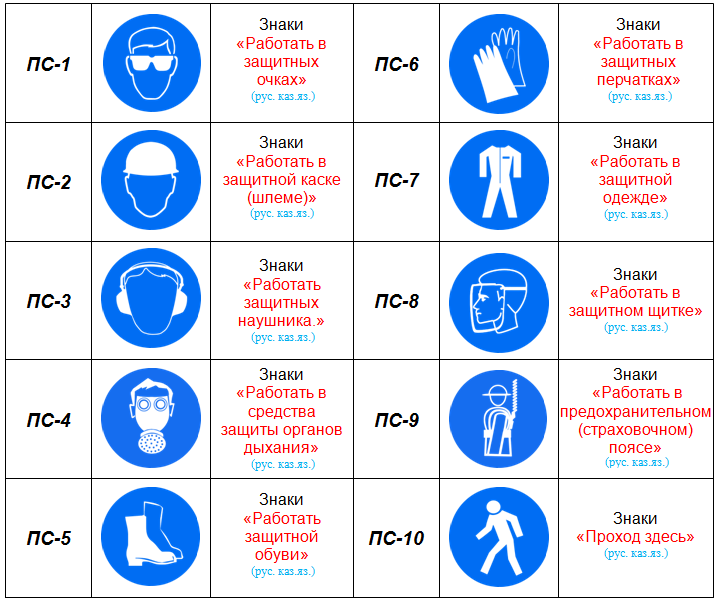 ПС-1
Знаки
«Работать в
защитных
очках»
(рус. каз.яз.)
ПС-6
Знаки
«Работать в
защитных
перчатках»
(рус. каз.яз.)
ПС-2
Знаки
«Работать в
защитной каске
(шлеме)»
(рус. каз.яз.)
ПС-7
Знаки
«Работать в
защитной
одежде»
(рус. каз.яз.)
ПС-3
Знаки
«Работать
защитных
наушника.»
(рус. каз.яз.)
ПС-8
Знаки
«Работать в
защитном щитке»
(рус. каз.яз.)
ПС-4
Знаки
«Работать в
средства
защиты органов
дыхания»
(рус. каз.яз.)
ПС-9
Знаки
«Работать в
предохранительном
(страховочном)
поясе»
(рус. каз.яз.)
ПС-5
Знаки
«Работать
защитной
обуви»
(рус. каз.яз.)
ПС-10
Знаки
«Проход здесь»
(рус. каз.яз.)